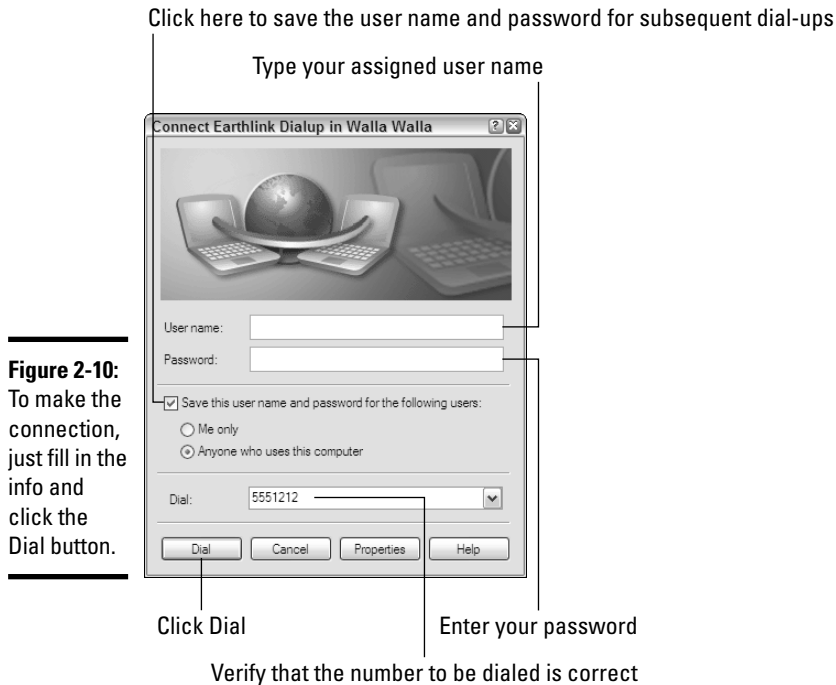 Click here to save the user name and password for subsequent dial-ups
Type your assigned user name
Connect Earthlink Dialup in Walla Walla
User name:
Password:
Save this user name and password for the following users:
Me only
Anyone who uses this computer
Dial:
5551212
Dial
Cancel
Properties
Help
Figure 2-10:
To make the
connection,
just fill in the
info and
click the
Dial button.
Click Dial
Enter your password
Verify that the number to be dialed is correct